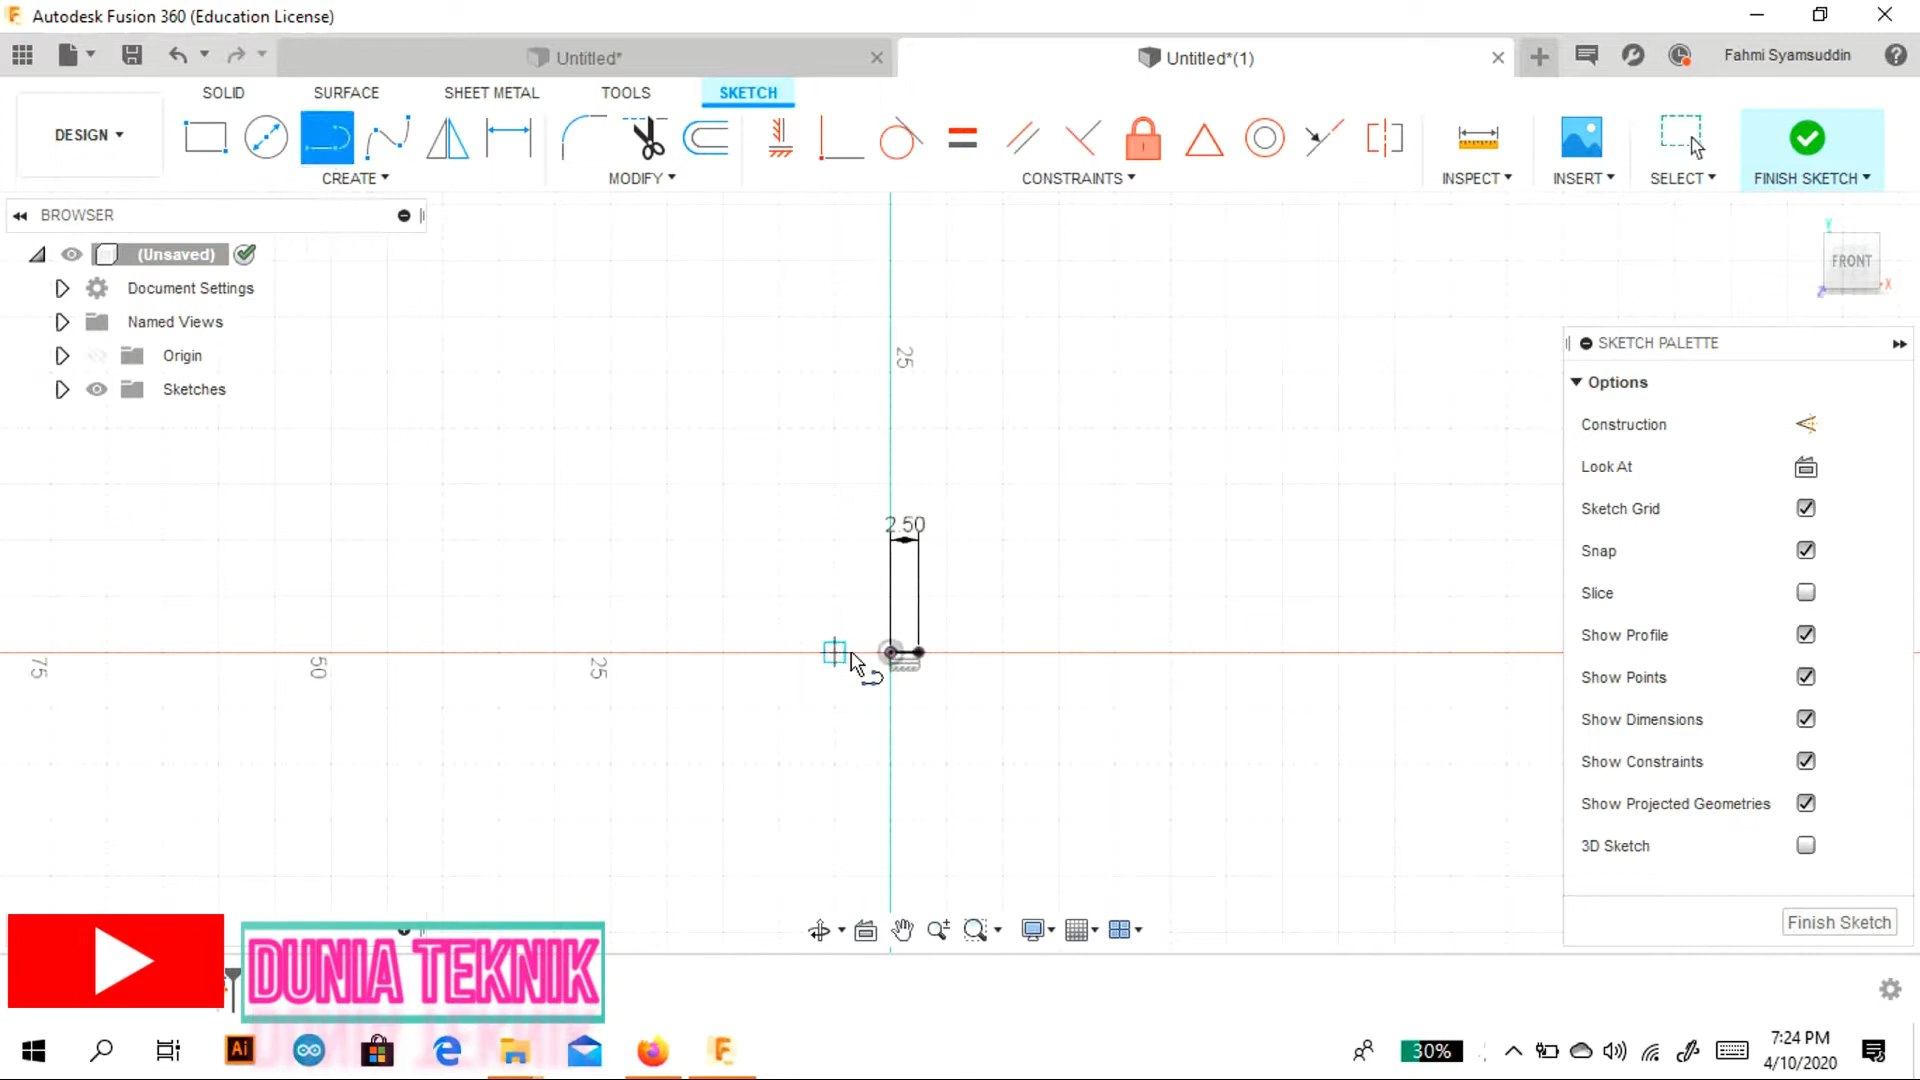 Autodesk Fusion 360 (Education License)
Untitled*
Untitled*(1)
Fahmi Syamsuddin
SOLID
SURFACE
SHEET METAL
TOOLS
SKETCH
DESIGN
CREATE
MODIFY
CONSTRAINTS
INSPECT
INSERT
SELECT
FINISH SKETCH
BROWSER
(Unsaved)
Document Settings
Named Views
Origin
Sketches
FRONT
Y
X
Z
25
2.50
75
50
25
SKETCH PALETTE
Options
Construction
Look At
Sketch Grid
Snap
Slice
Show Profile
Show Points
Show Dimensions
Show Constraints
Show Projected Geometries
3D Sketch
Finish Sketch
DUNIA TEKNIK
Ai
30%
7:24 PM
4/10/2020